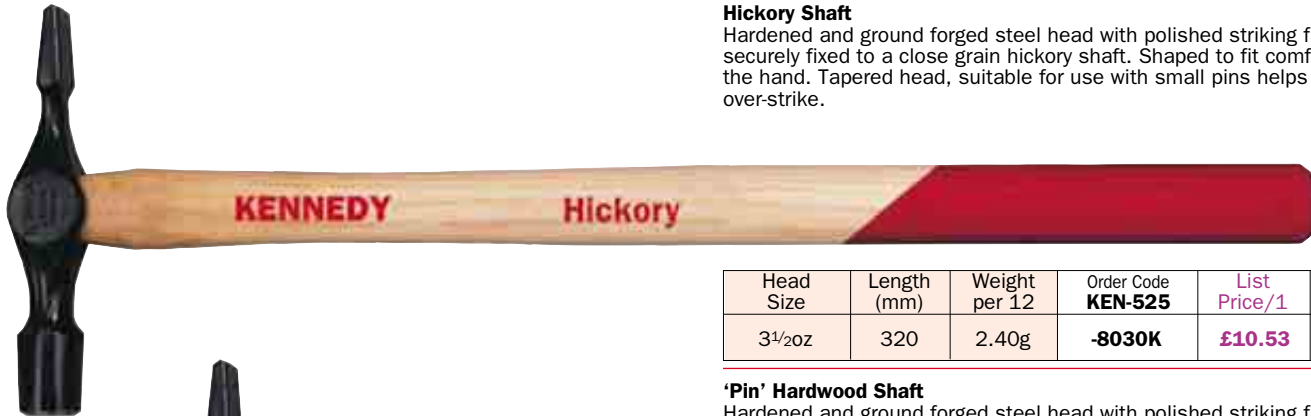 Hickory Shaft
Hardened and ground forged steel head with polished striking
securely fixed to a close grain hickory shaft. Shaped to fit
the hand. Tapered head, suitable for use with small pins helps
over-strike.
KENNEDY Hickory
Head Size Length (mm) Weight per 12 Order Code KEN-525 List Price/1
3½oz 320 2.40g -8030K £10.53
‘Pin’ Hardwood Shaft
Hardened and ground forged steel head with polished striking